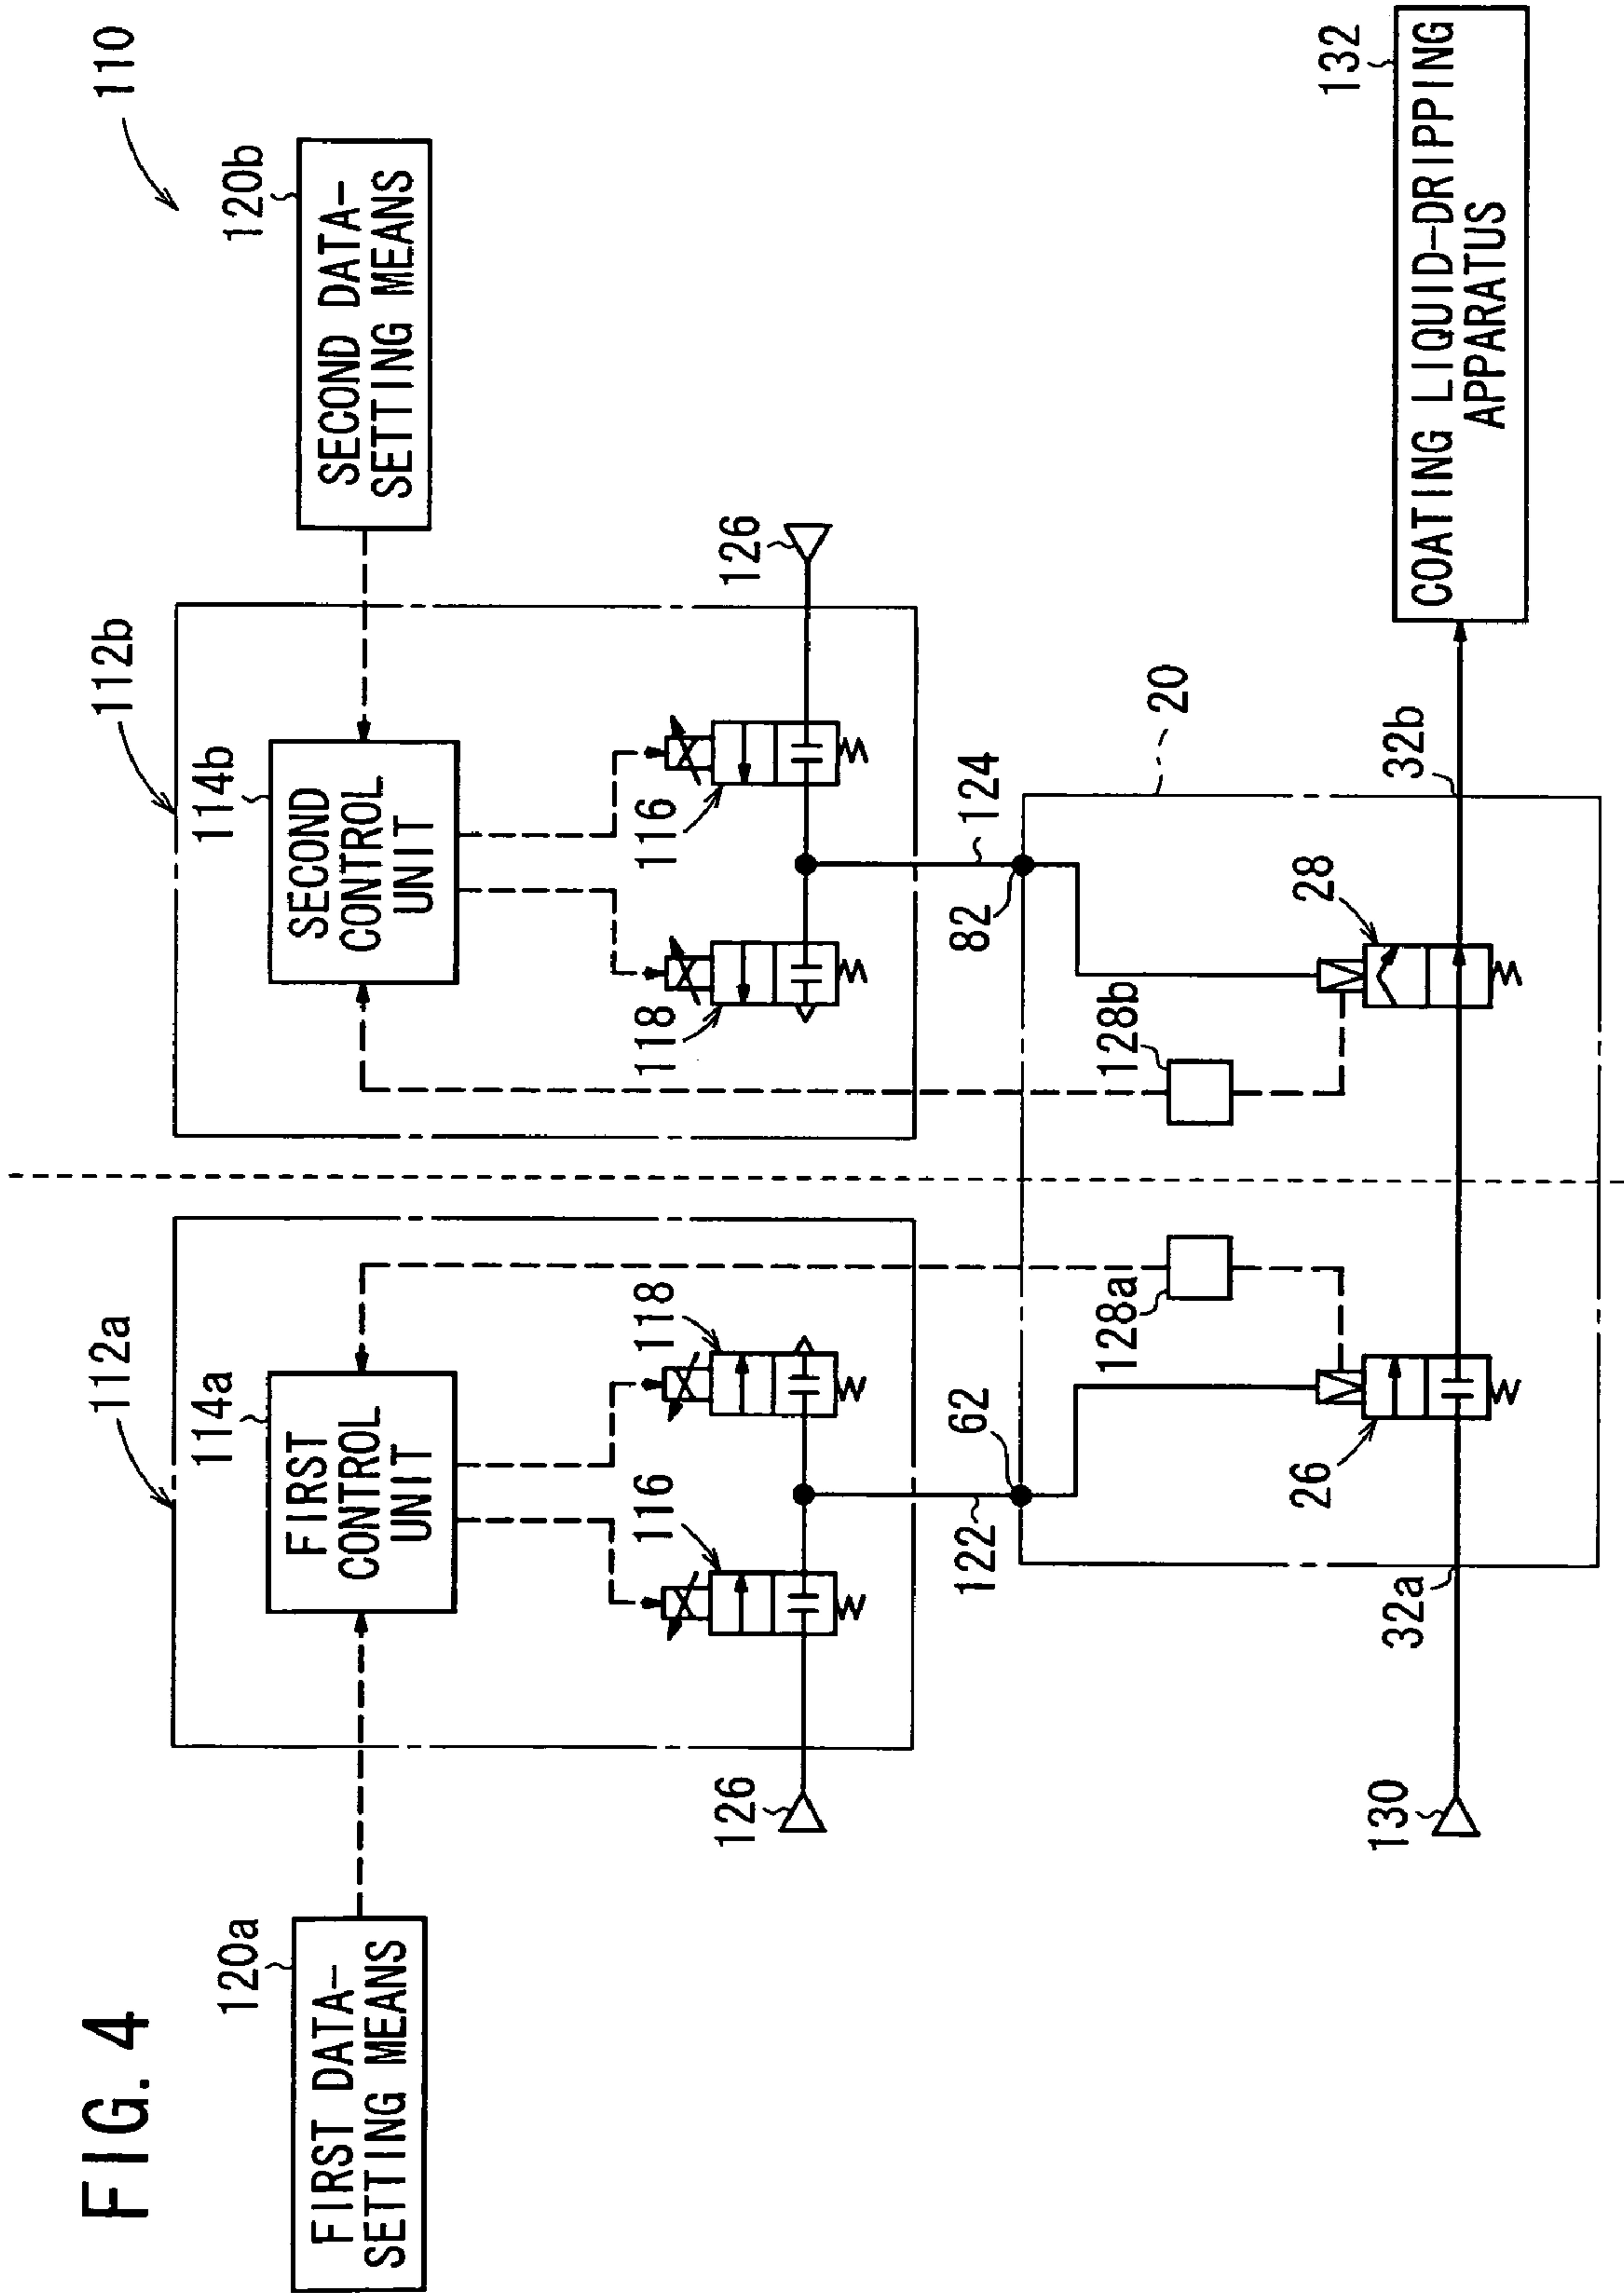 FIG. 4
110
120a
FIRST DATA-
SETTING MEANS
112a
114a
FIRST
CONTROL
UNIT
116
118
126
112b
114b
SECOND
CONTROL
UNIT
118
116
126
120b
SECOND DATA-
SETTING MEANS
122
62
124
82
20
128a
128b
26
28
130
32a
32b
132
COATING LIQUID-DRIPPING
APPARATUS